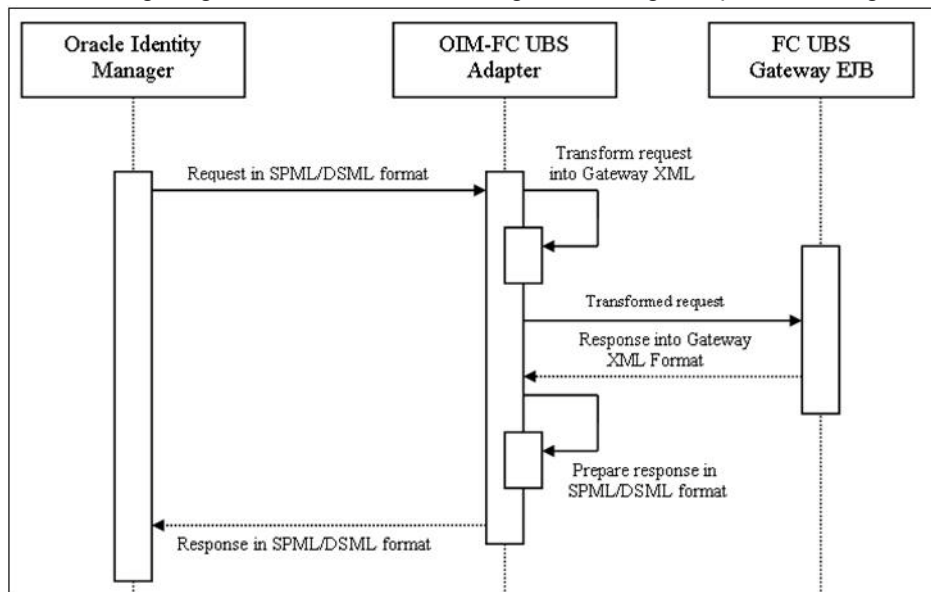 Oracle Identity
Manager
OIM-FC UBS
Adapter
FC UBS
Gateway EJB
Request in SPML/DSML format
Transform request
into Gateway XML
Transformed request
Response into Gateway
XML Format
Prepare response in
SPML/DSML format
Response in SPML/DSML format